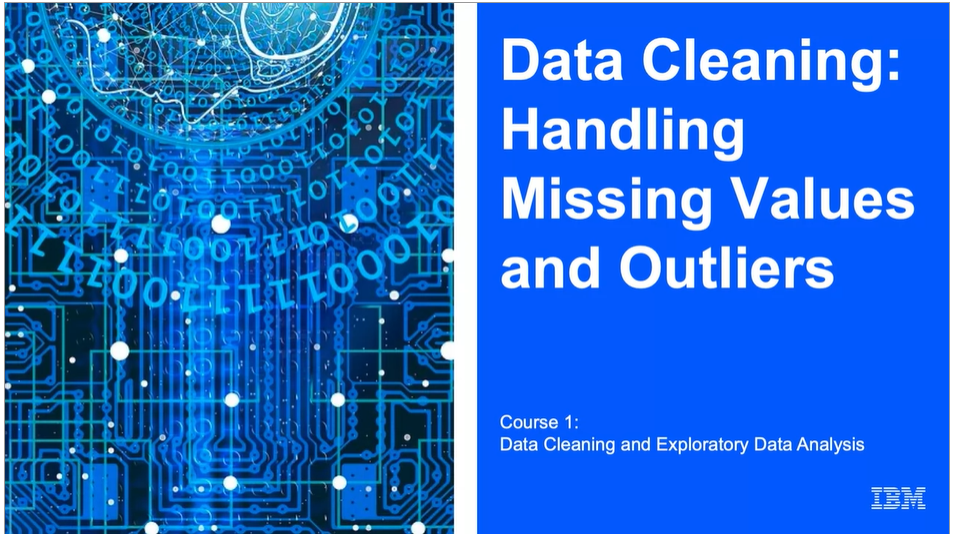 Data Cleaning:
Handling
Missing Values
and Outliers
Course 1:
Data Cleaning and Exploratory Data Analysis
IBM